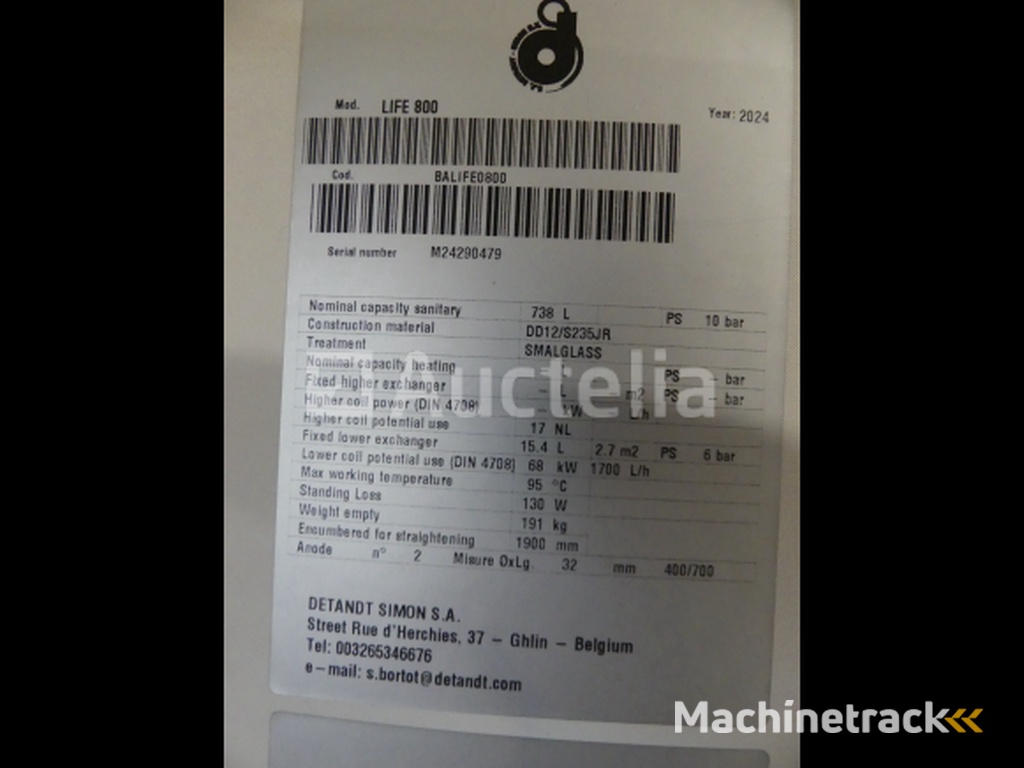 d
Mod. LIFE 800
Year: 2024
Cod. BALIFE0800
Serial number M24290479
Nominal capacity sanitary 738 L PS 10 bar
Construction material DD12/S235JR
Treatment SMALGLASS
Nominal capacity heating PS – bar
Fixed higher exchanger – L m2 PS – bar
Higher coil power (DIN 4708) kW L/h
Higher coil potential use 17 NL
Fixed lower exchanger 15.4 L 2.7 m2 PS 6 bar
Lower coil potential use (DIN 4708) 68 kW 1700 L/h
Max working temperature 95 °C
Standing Loss 130 W
Weight empty 191 kg
Encumbered for straightening 1900 mm
Anode n° 2 Misure OxLg. 32 mm 400/700
Auctelia
DETANDT SIMON S.A.
Street Rue d'Herchies, 37 – Ghlin – Belgium
Tel: 003265346676
e–mail: s.bortot@detandt.com
Machinetrack